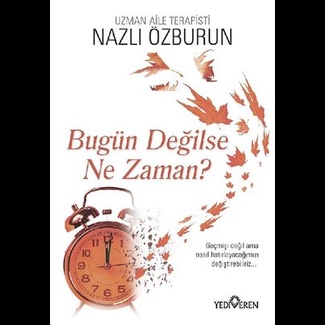 UZMAN AİLE TERAPİSTİ
NAZLI ÖZBURUN
Bugün Değilse
Ne Zaman?
Geçmişi değil ama
nasıl hatırlayacağımızı
değiştirebiliriz...
YEDİVEREN